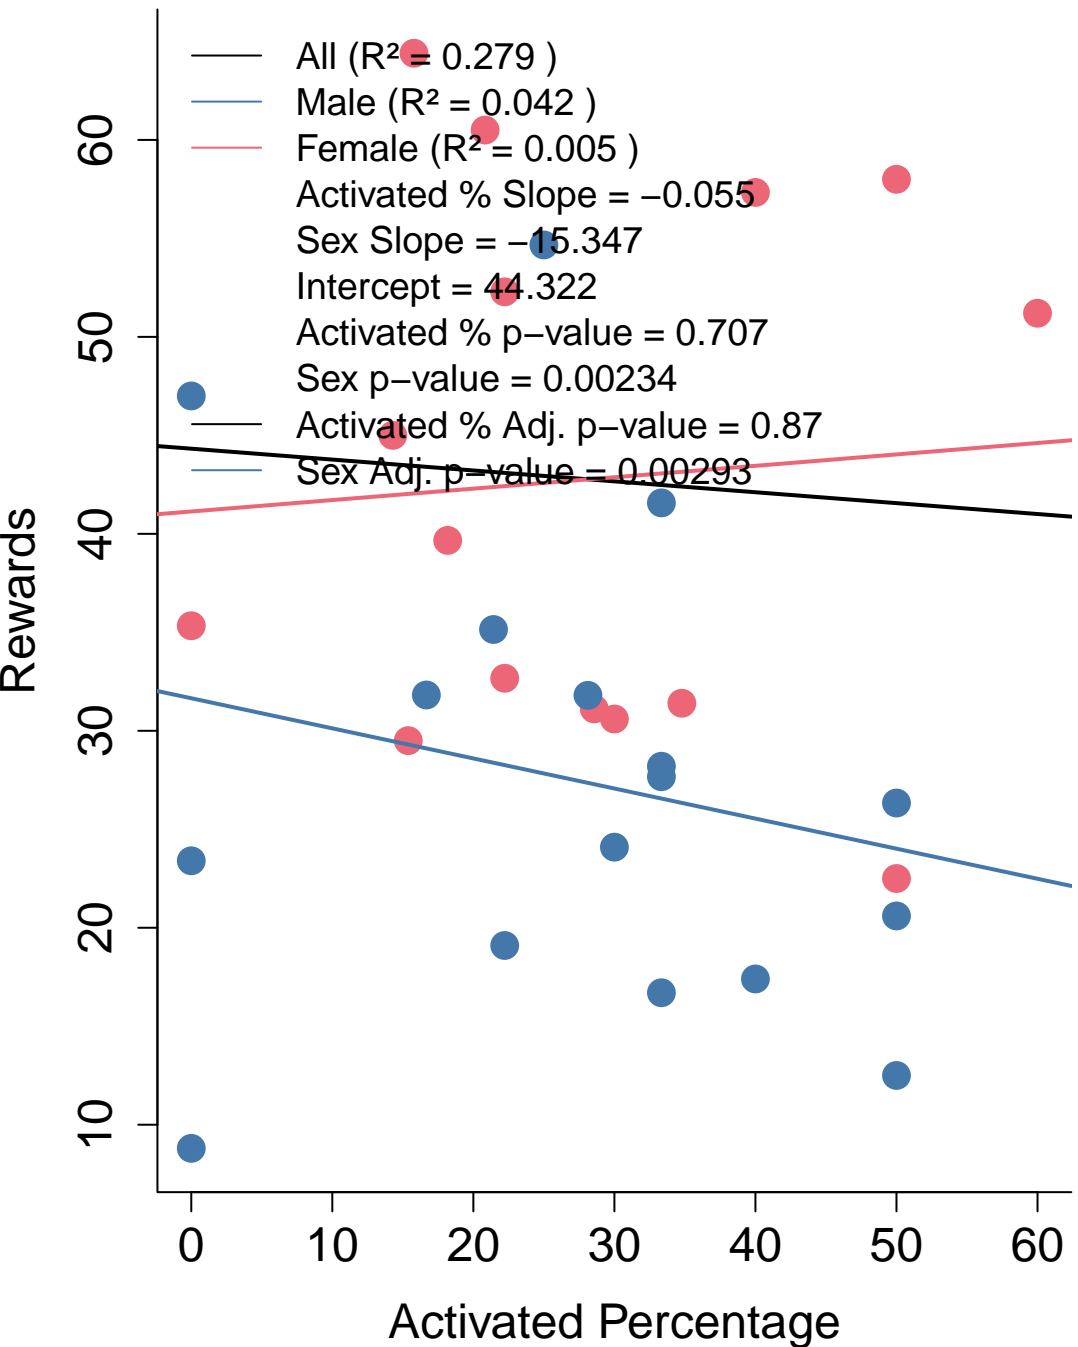 All (R² = 0.279 )
Male (R² = 0.042 )
Female (R² = 0.005 )
Activated % Slope = −0.055
Sex Slope = −15.347
Intercept = 44.322
Activated % p−value = 0.707
Sex p−value = 0.00234
Activated % Adj. p−value = 0.87
Sex Adj. p−value = 0.00293
60
50
40
30
20
10
Rewards
0 10 20 30 40 50 60
Activated Percentage